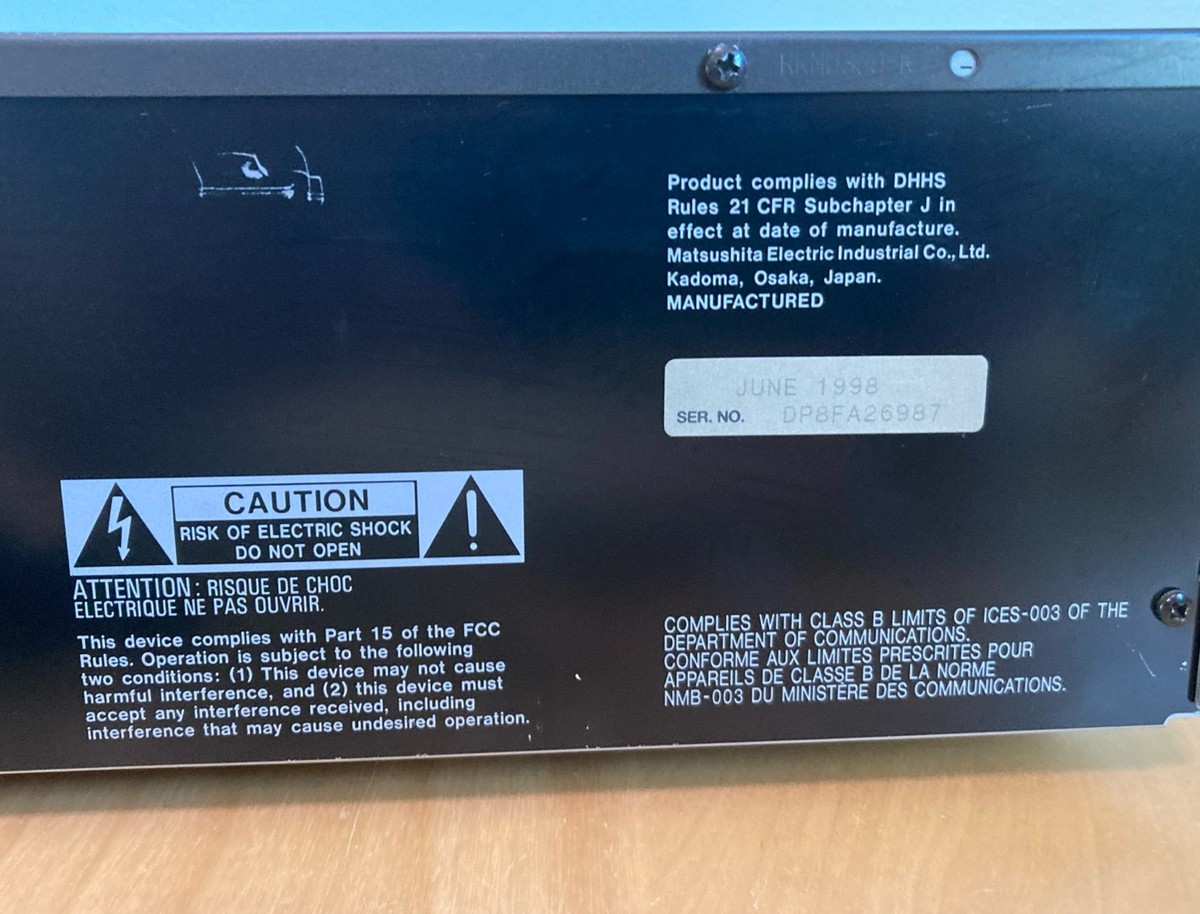 Product complies with DHHS
Rules 21 CFR Subchapter J in
effect at date of manufacture.
Matsushita Electric Industrial Co., Ltd.
Kadoma, Osaka, Japan.
MANUFACTURED
JUNE 1998
SER. NO. DP8FA26987
CAUTION
RISK OF ELECTRIC SHOCK
DO NOT OPEN
ATTENTION : RISQUE DE CHOC
ELECTRIQUE NE PAS OUVRIR.
This device complies with Part 15 of the FCC
Rules. Operation is subject to the following
two conditions: (1) This device may not cause
harmful interference, and (2) this device must
accept any interference received, including
interference that may cause undesired operation.
COMPLIES WITH CLASS B LIMITS OF ICES-003 OF THE
DEPARTMENT OF COMMUNICATIONS.
CONFORME AUX LIMITES PRESCRITES POUR
APPAREILS DE CLASSE B DE LA NORME
NMB-003 DU MINISTERE DES COMMUNICATIONS.